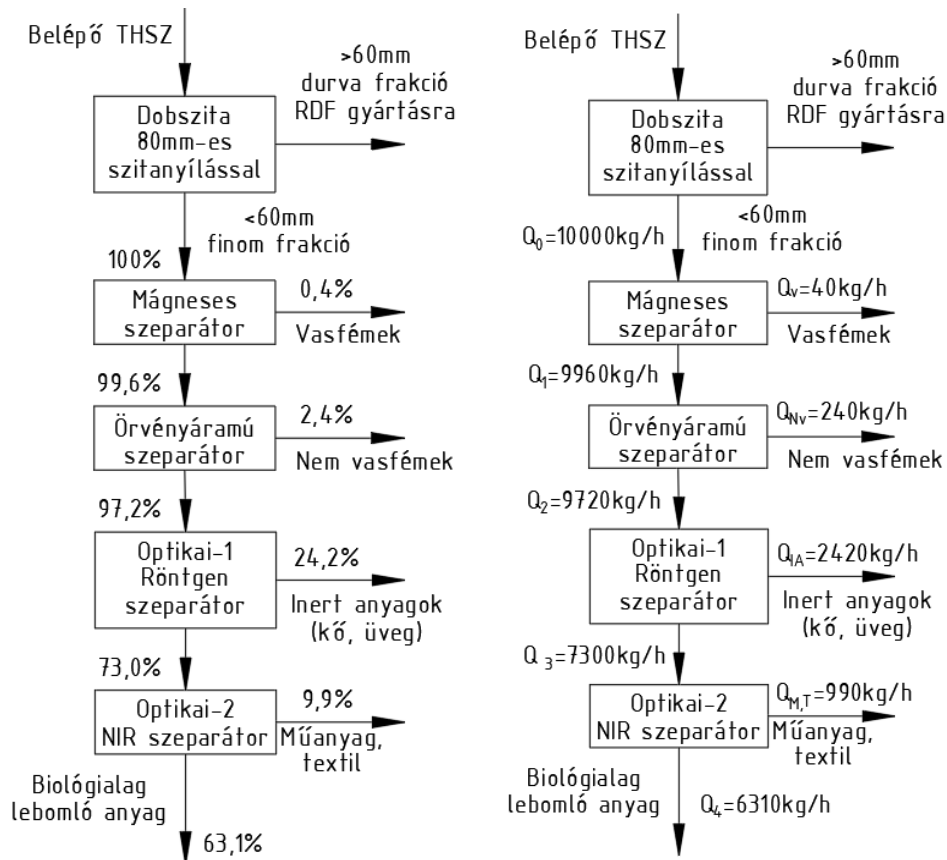 Belépő THSZ
>60mm
durva frakció
RDF gyártásra
Dobszita
80mm-es
szitanyílással
<60mm
finom frakció
100%
Mágneses
szeparátor
0,4%
Vasfémek
99,6%
Örvényáramú
szeparátor
2,4%
Nem vasfémek
97,2%
Optikai-1
Röntgen
szeparátor
24,2%
Inert anyagok
(kő, üveg)
73,0%
Optikai-2
NIR szeparátor
9,9%
Műanyag,
textil
Biológialag
lebomló anyag
63,1%
Belépő THSZ
>60mm
durva frakció
RDF gyártásra
Dobszita
80mm-es
szitanyílással
<60mm
finom frakció
Q0=10000kg/h
Mágneses
szeparátor
Qv=40kg/h
Vasfémek
Q1=9960kg/h
Örvényáramú
szeparátor
QNv=240kg/h
Nem vasfémek
Q2=9720kg/h
Optikai-1
Röntgen
szeparátor
QIA=2420kg/h
Inert anyagok
(kő, üveg)
Q3=7300kg/h
Optikai-2
NIR szeparátor
QM,T=990kg/h
Műanyag,
textil
Biológialag
lebomló anyag
Q4=6310kg/h